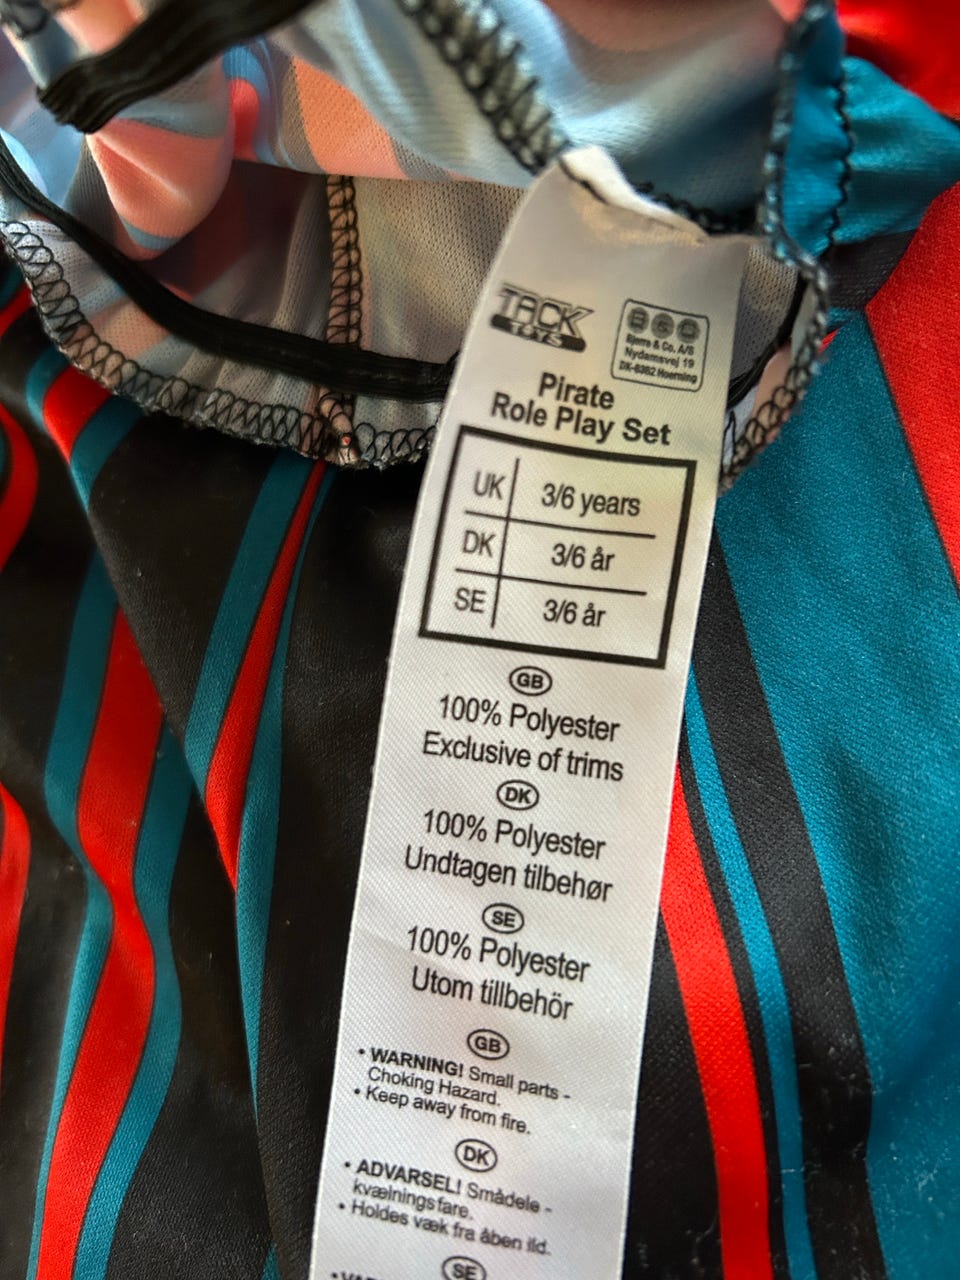 TACK
TOYS
B & C
Bjerre & Co. A/S
Nydamsvej 19
DK-8362 Hoerning
Pirate
Role Play Set
UK 3/6 years
DK 3/6 år
SE 3/6 år
GB
100% Polyester
Exclusive of trims
DK
100% Polyester
Undtagen tilbehør
SE
100% Polyester
Utom tillbehör
GB
• WARNING! Small parts -
Choking Hazard.
• Keep away from fire.
DK
• ADVARSEL! Smådele -
kvælningsfare.
• Holdes væk fra åben ild.
SE